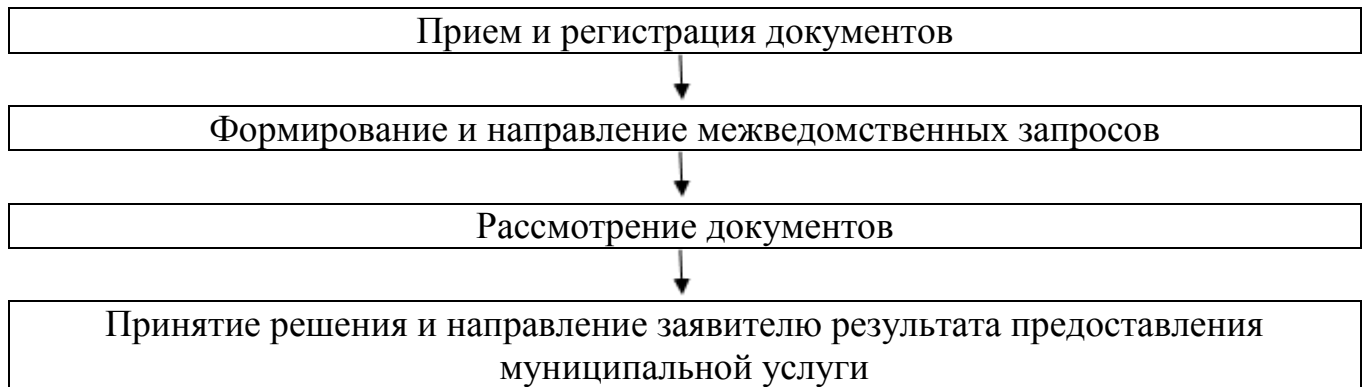 Прием и регистрация документов
Формирование и направление межведомственных запросов
Рассмотрение документов
Принятие решения и направление заявителю результата предоставления
муниципальной услуги